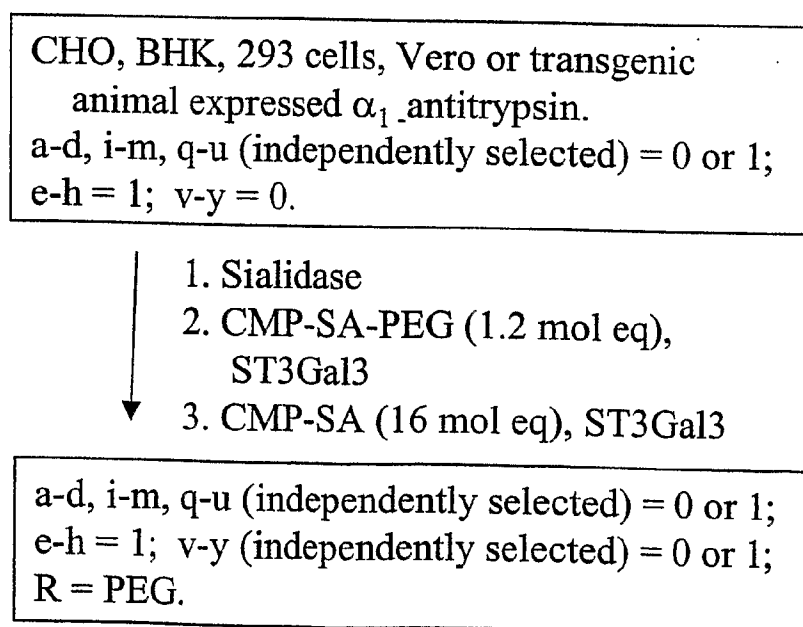 CHO, BHK, 293 cells, Vero or transgenic
animal expressed α₁ antitrypsin.
a-d, i-m, q-u (independently selected) = 0 or 1;
e-h = 1; v-y = 0.
1. Sialidase
2. CMP-SA-PEG (1.2 mol eq),
ST3Gal3
3. CMP-SA (16 mol eq), ST3Gal3
a-d, i-m, q-u (independently selected) = 0 or 1;
e-h = 1; v-y (independently selected) = 0 or 1;
R = PEG.